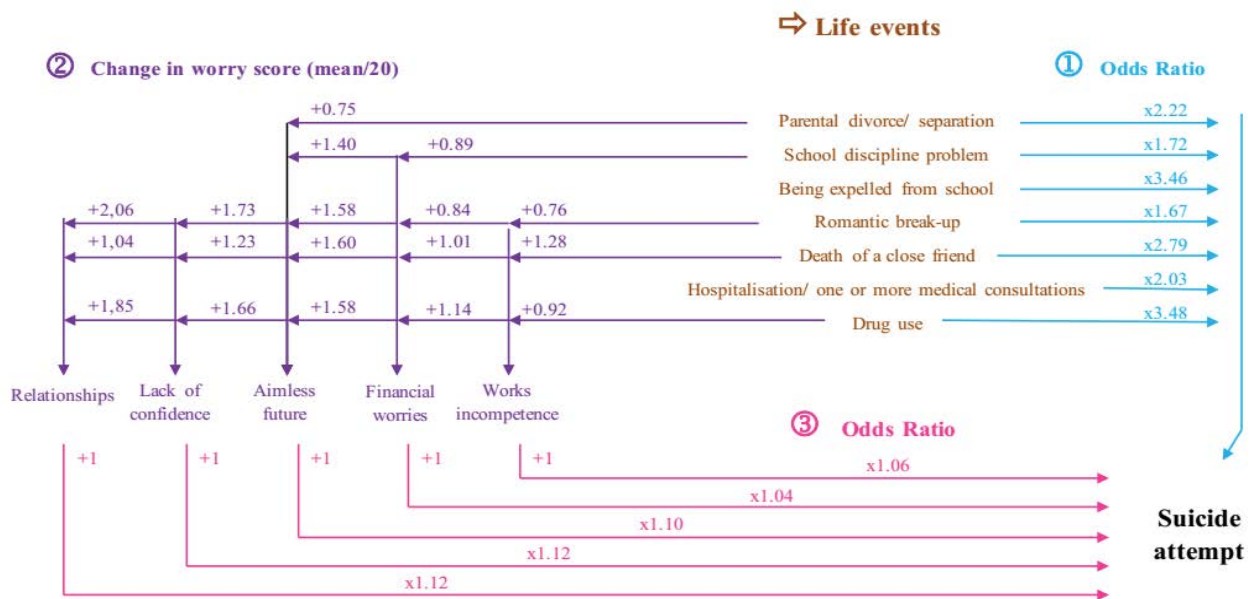 ⇨ Life events
② Change in worry score (mean/20)
① Odds Ratio
+0.75
Parental divorce/ separation
x2.22
+1.40
+0.89
School discipline problem
x1.72
Being expelled from school
x3.46
+2,06
+1.73
+1.58
+0.84
+0.76
Romantic break-up
x1.67
+1,04
+1.23
+1.60
+1.01
+1.28
Death of a close friend
x2.79
Hospitalisation/ one or more medical consultations
x2.03
+1,85
+1.66
+1.58
+1.14
+0.92
Drug use
x3.48
Relationships
Lack of
confidence
Aimless
future
Financial
worries
Works
incompetence
③ Odds Ratio
+1
+1
+1
+1
+1
x1.06
x1.04
x1.10
x1.12
x1.12
Suicide
attempt